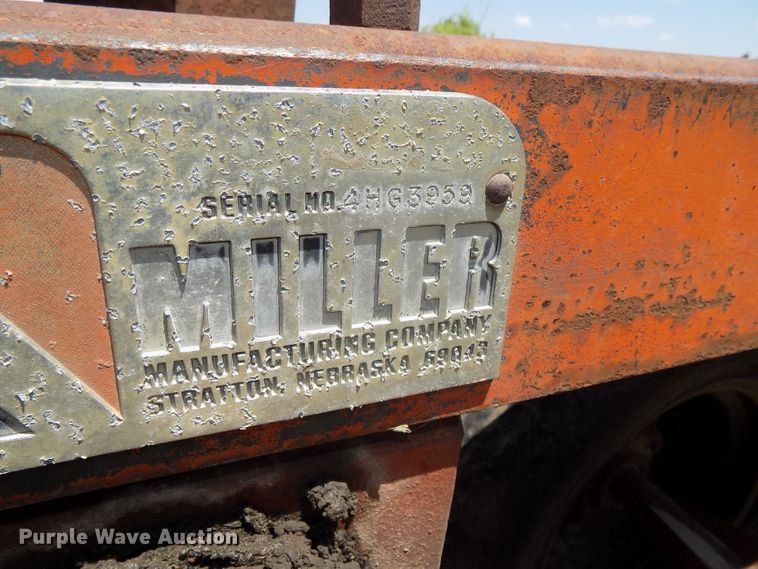 SERIAL NO. 4HG3959
MILLER
MANUFACTURING COMPANY
STRATTON, NEBRASKA 69043
Purple Wave Auction